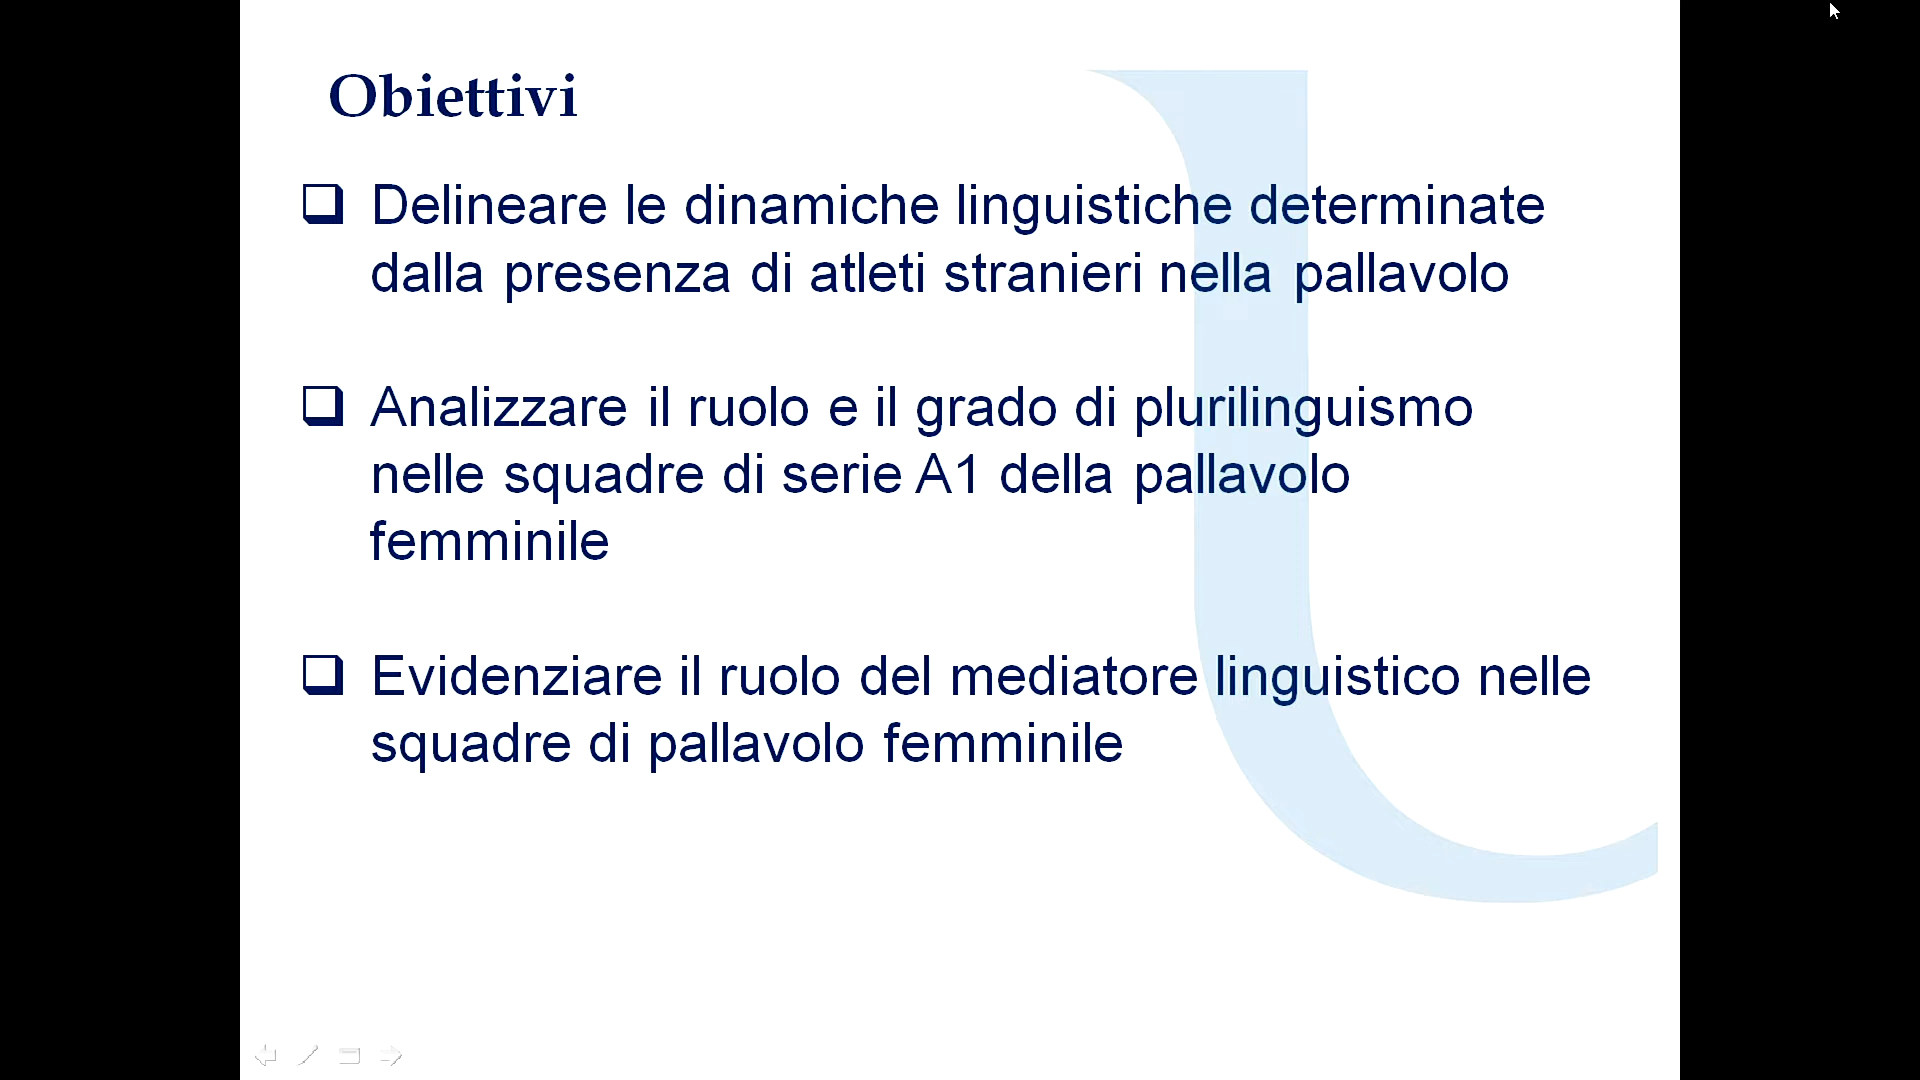 Obiettivi
Delineare le dinamiche linguistiche determinate
dalla presenza di atleti stranieri nella pallavolo
Analizzare il ruolo e il grado di plurilinguismo
nelle squadre di serie A1 della pallavolo
femminile
Evidenziare il ruolo del mediatore linguistico nelle
squadre di pallavolo femminile